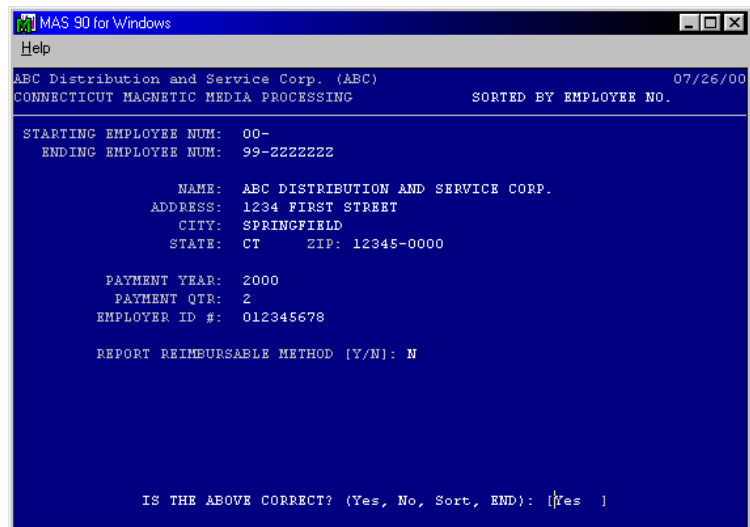 MAS 90 for Windows
Help
ABC Distribution and Service Corp. (ABC) 07/26/00
CONNECTICUT MAGNETIC MEDIA PROCESSING SORTED BY EMPLOYEE NO.
STARTING EMPLOYEE NUM: 00-
ENDING EMPLOYEE NUM: 99-ZZZZZZZ
NAME: ABC DISTRIBUTION AND SERVICE CORP.
ADDRESS: 1234 FIRST STREET
CITY: SPRINGFIELD
STATE: CT ZIP: 12345-0000
PAYMENT YEAR: 2000
PAYMENT QTR: 2
EMPLOYER ID #: 012345678
REPORT REIMBURSABLE METHOD [Y/N]: N
IS THE ABOVE CORRECT? (Yes, No, Sort, END): [Yes ]